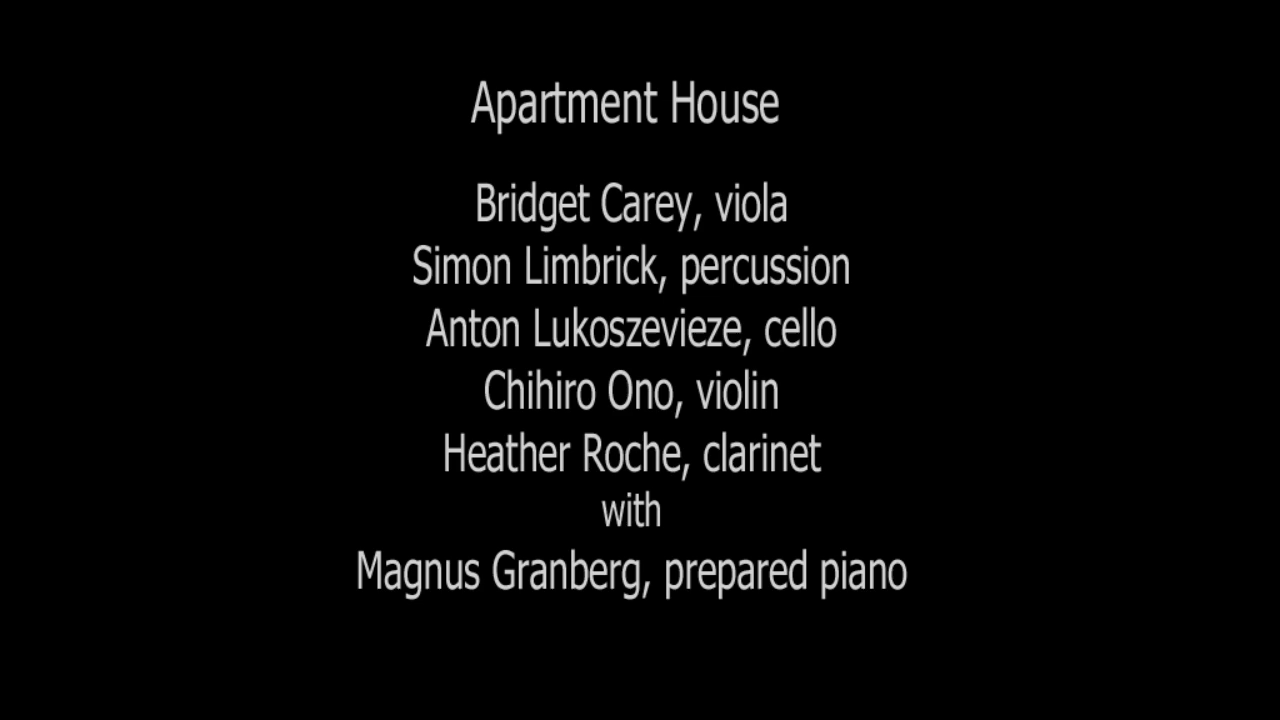 Apartment House
Bridget Carey, viola
Simon Limbrick, percussion
Anton Lukoszevieze, cello
Chihiro Ono, violin
Heather Roche, clarinet
with
Magnus Granberg, prepared piano